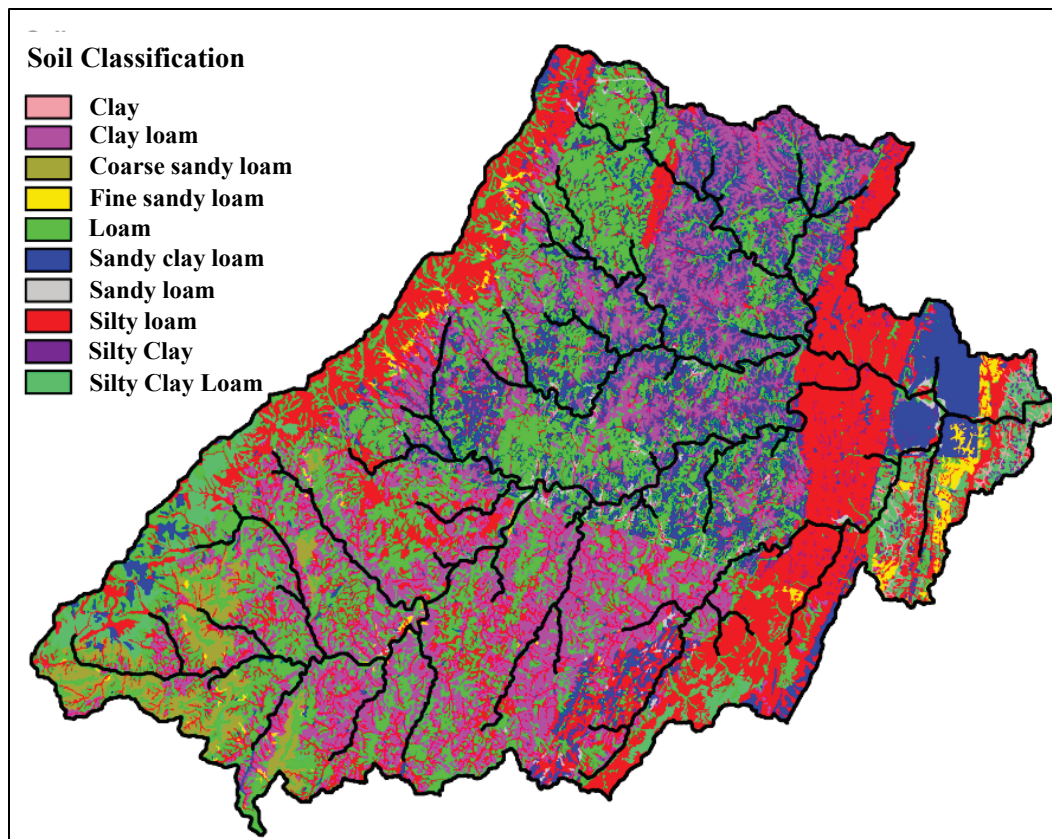 Soil Classification
Clay
Clay loam
Coarse sandy loam
Fine sandy loam
Loam
Sandy clay loam
Sandy loam
Silty loam
Silty Clay
Silty Clay Loam